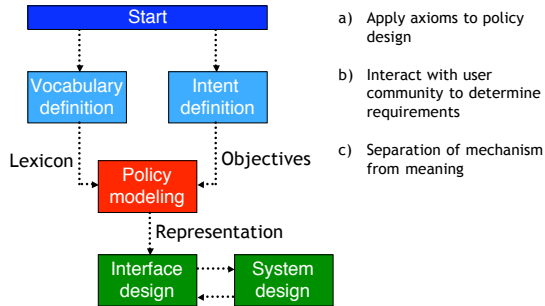 Start
Vocabulary
definition
Intent
definition
Lexicon
Objectives
Policy
modeling
Representation
Interface
design
System
design
a) Apply axioms to policy
design
b) Interact with user
community to determine
requirements
c) Separation of mechanism
from meaning